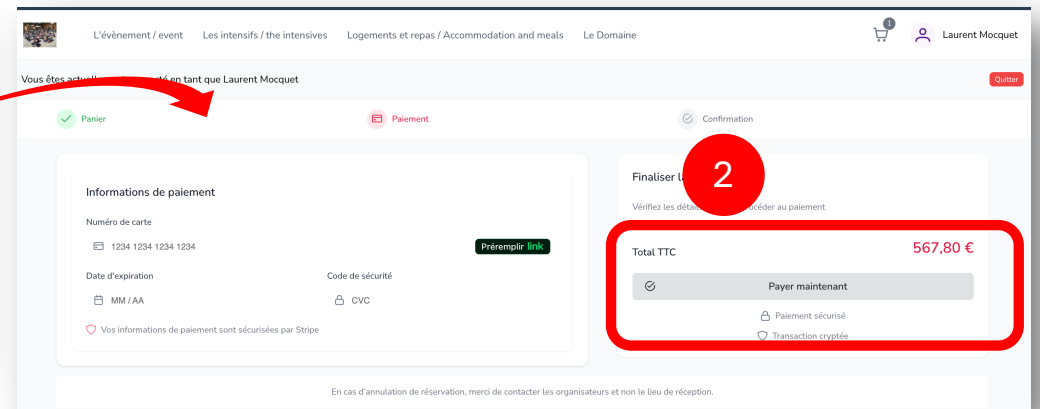 L'évènement / event Les intensifs / the intensives Logements et repas / Accommodation and meals Le Domaine 1 Laurent Mocquet
Vous êtes en tant que Laurent Mocquet Quitter
Panier Paiement Confirmation
2
Informations de paiement
Numéro de carte
1234 1234 1234 1234 Préremplir link
Date d'expiration Code de sécurité
MM / AA CVC
Vos informations de paiement sont sécurisées par Stripe
Finaliser
Vérifiez les au paiement
Total TTC 567,80 €
Payer maintenant
Paiement sécurisé
Transaction cryptée
En cas d'annulation de réservation, merci de contacter les organisateurs et non le lieu de réception.